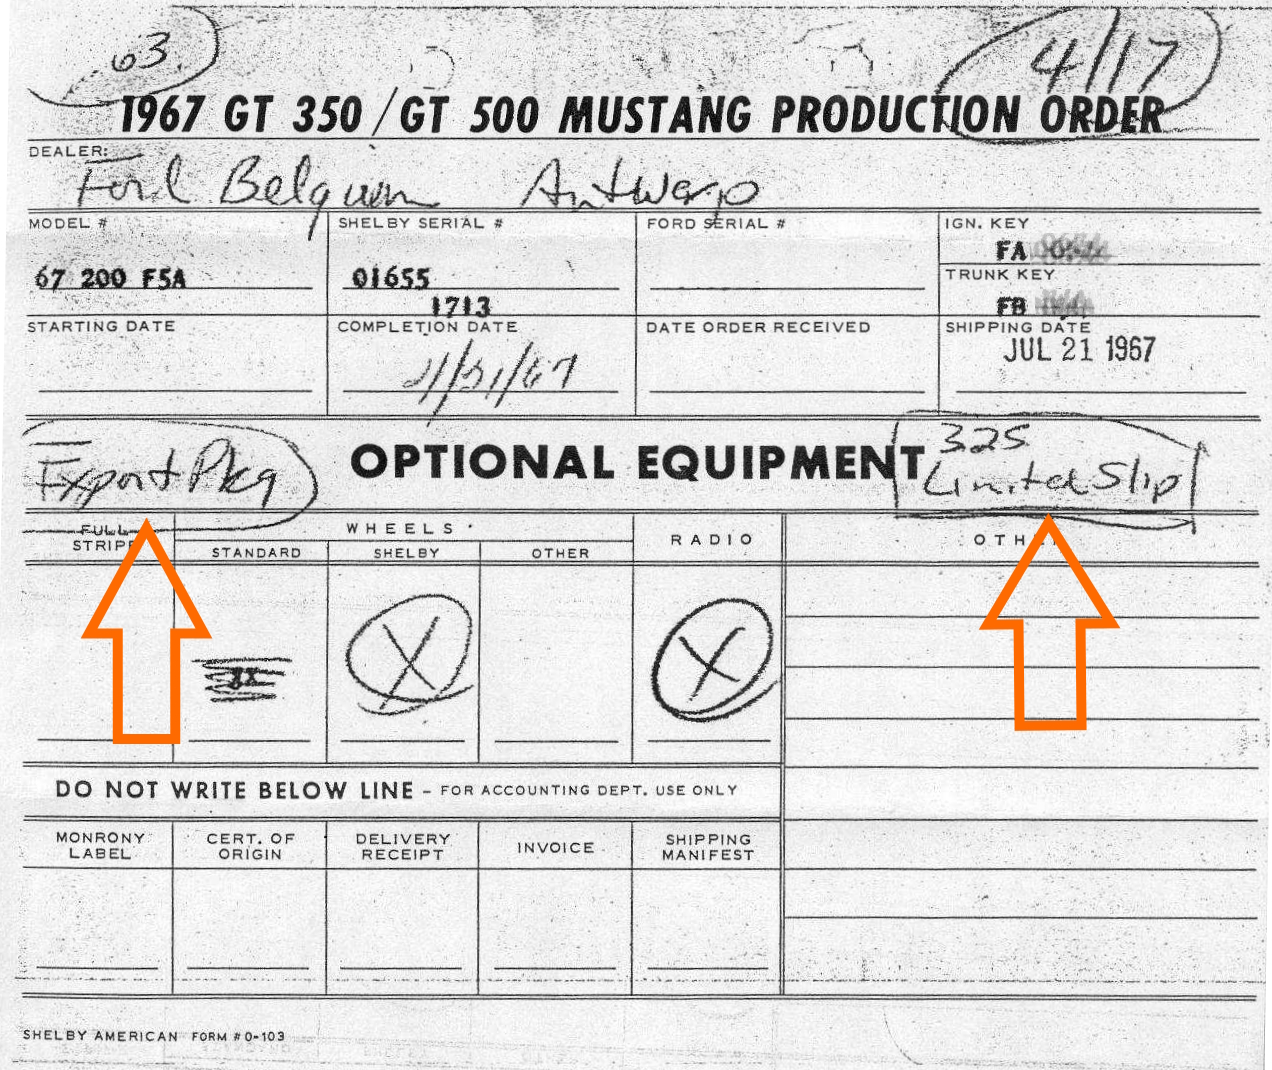 63.
4/17
1967 GT 350/GT 500 MUSTANG PRODUCTION ORDER
DEALER:
Ford Belguim Antwerp
MODEL #
SHELBY SERIAL #
FORD SERIAL #
IGN. KEY
67 200 F5A
01655
FA
TRUNK KEY
1713
FB
STARTING DATE
COMPLETION DATE
DATE ORDER RECEIVED
SHIPPING DATE
JUL 21 1967
Export Pkg
OPTIONAL EQUIPMENT
325
Limited Slip
FULL
STRIPE
WHEELS
STANDARD
SHELBY
OTHER
RADIO
OTHE
X
X
DO NOT WRITE BELOW LINE - FOR ACCOUNTING DEPT. USE ONLY
MONRONY
LABEL
CERT. OF
ORIGIN
DELIVERY
RECEIPT
INVOICE
SHIPPING
MANIFEST
SHELBY AMERICAN FORM # 0-103